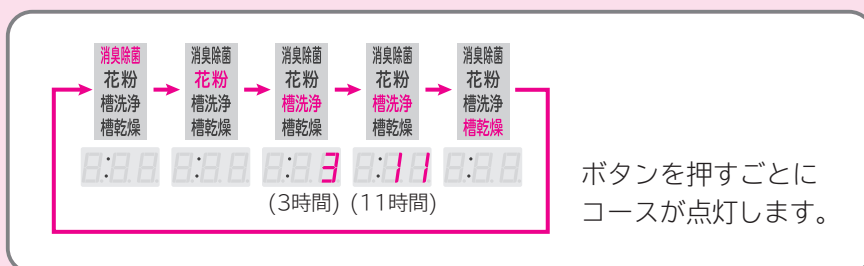 消臭除菌
花粉
槽洗浄
槽乾燥
消臭除菌
花粉
槽洗浄
槽乾燥
消臭除菌
花粉
槽洗浄
槽乾燥
3
(3時間)
消臭除菌
花粉
槽洗浄
槽乾燥
11
(11時間)
消臭除菌
花粉
槽洗浄
槽乾燥
ボタンを押すごとに
コースが点灯します。